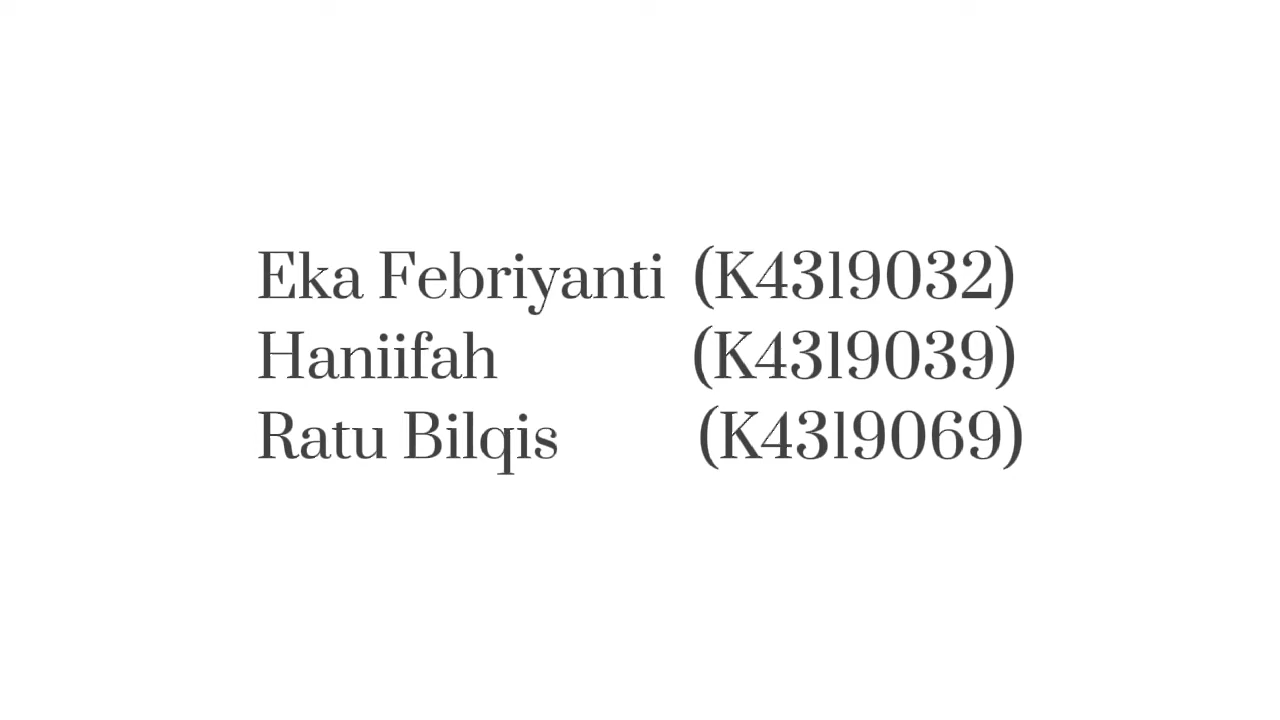 Eka Febriyanti (K4319032)
Haniifah (K4319039)
Ratu Bilqis (K4319069)